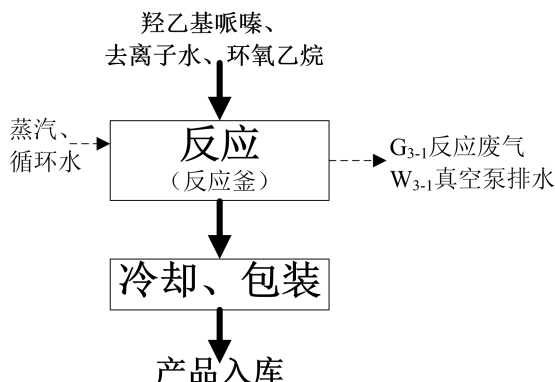 羟乙基哌嗪、
去离子水、环氧乙烷
蒸汽、
循环水
反应
（反应釜）
G3-1反应废气
W3-1真空泵排水
冷却、包装
产品入库